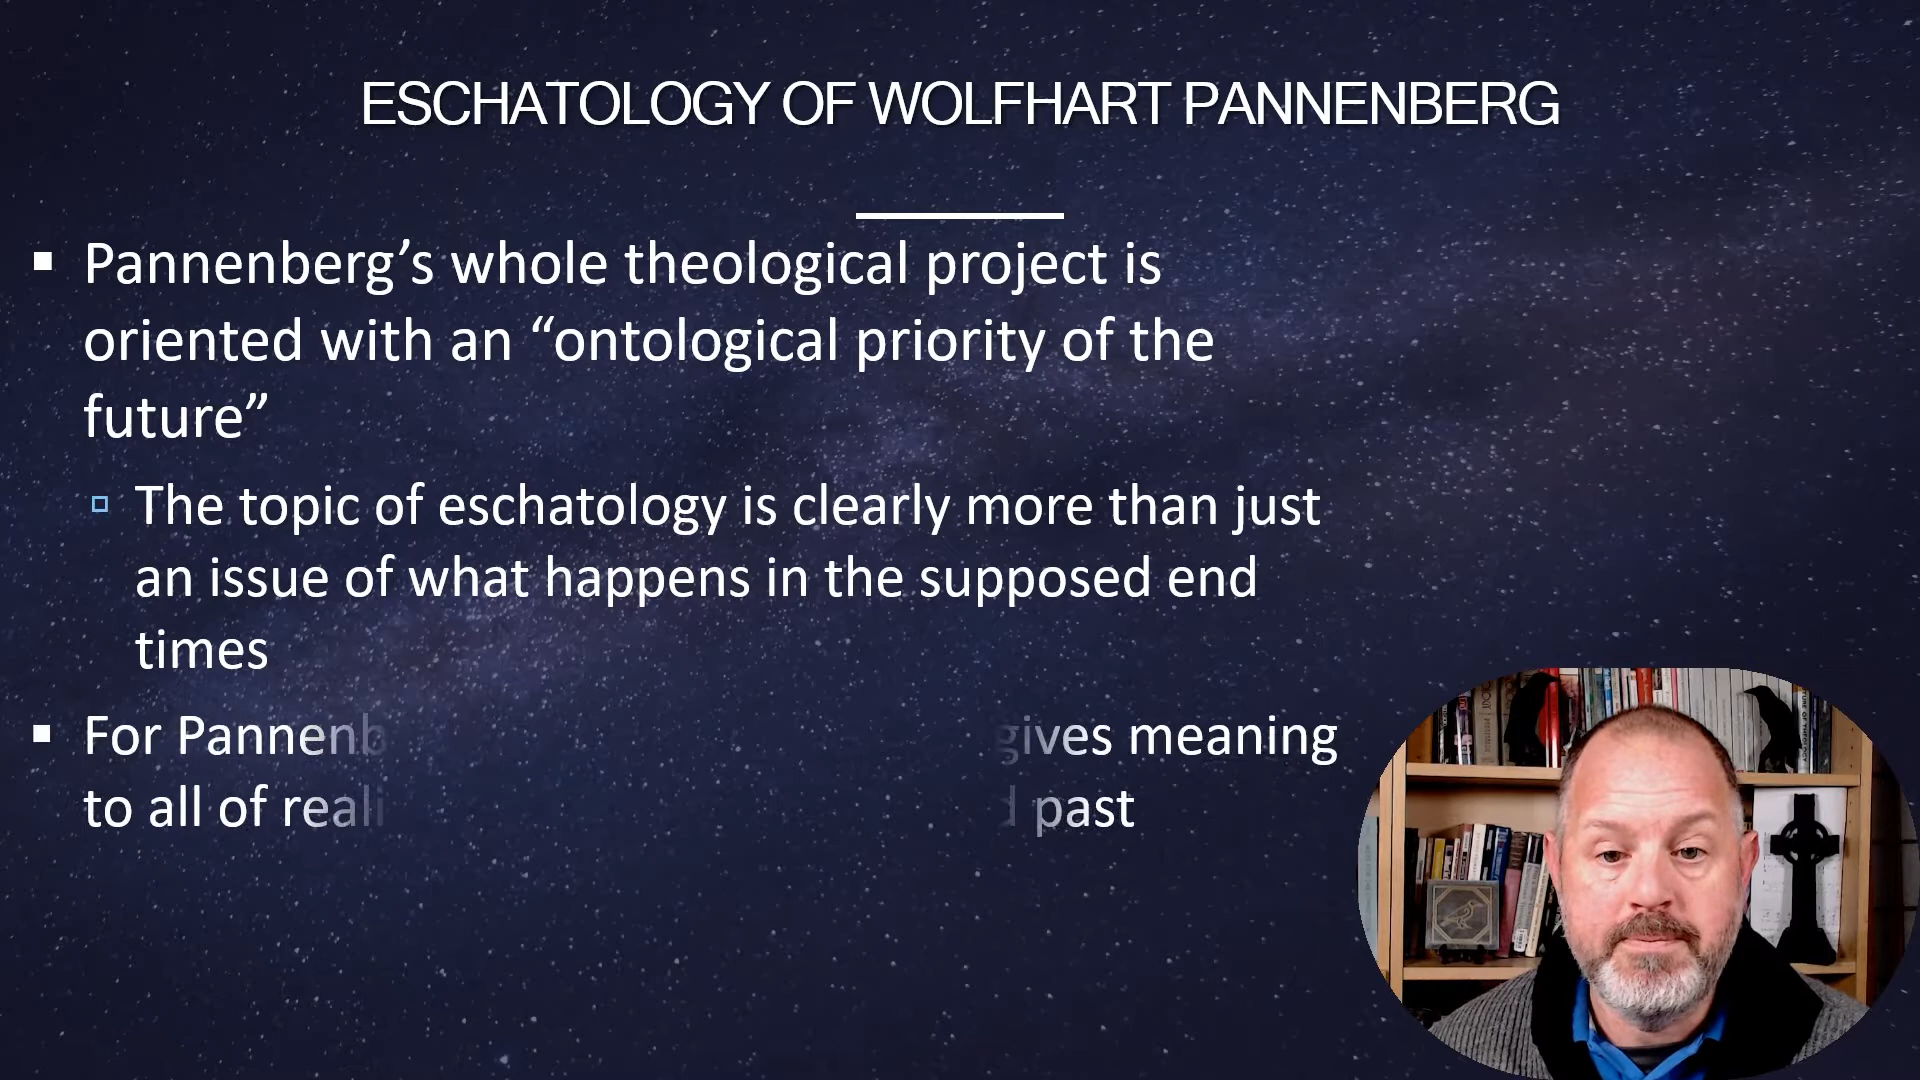 ESCHATOLOGY OF WOLFHART PANNENBERG
▪ Pannenberg’s whole theological project is
oriented with an “ontological priority of the
future”
▫ The topic of eschatology is clearly more than just
an issue of what happens in the supposed end
times
▪ For Pannenb gives meaning
to all of reali d past